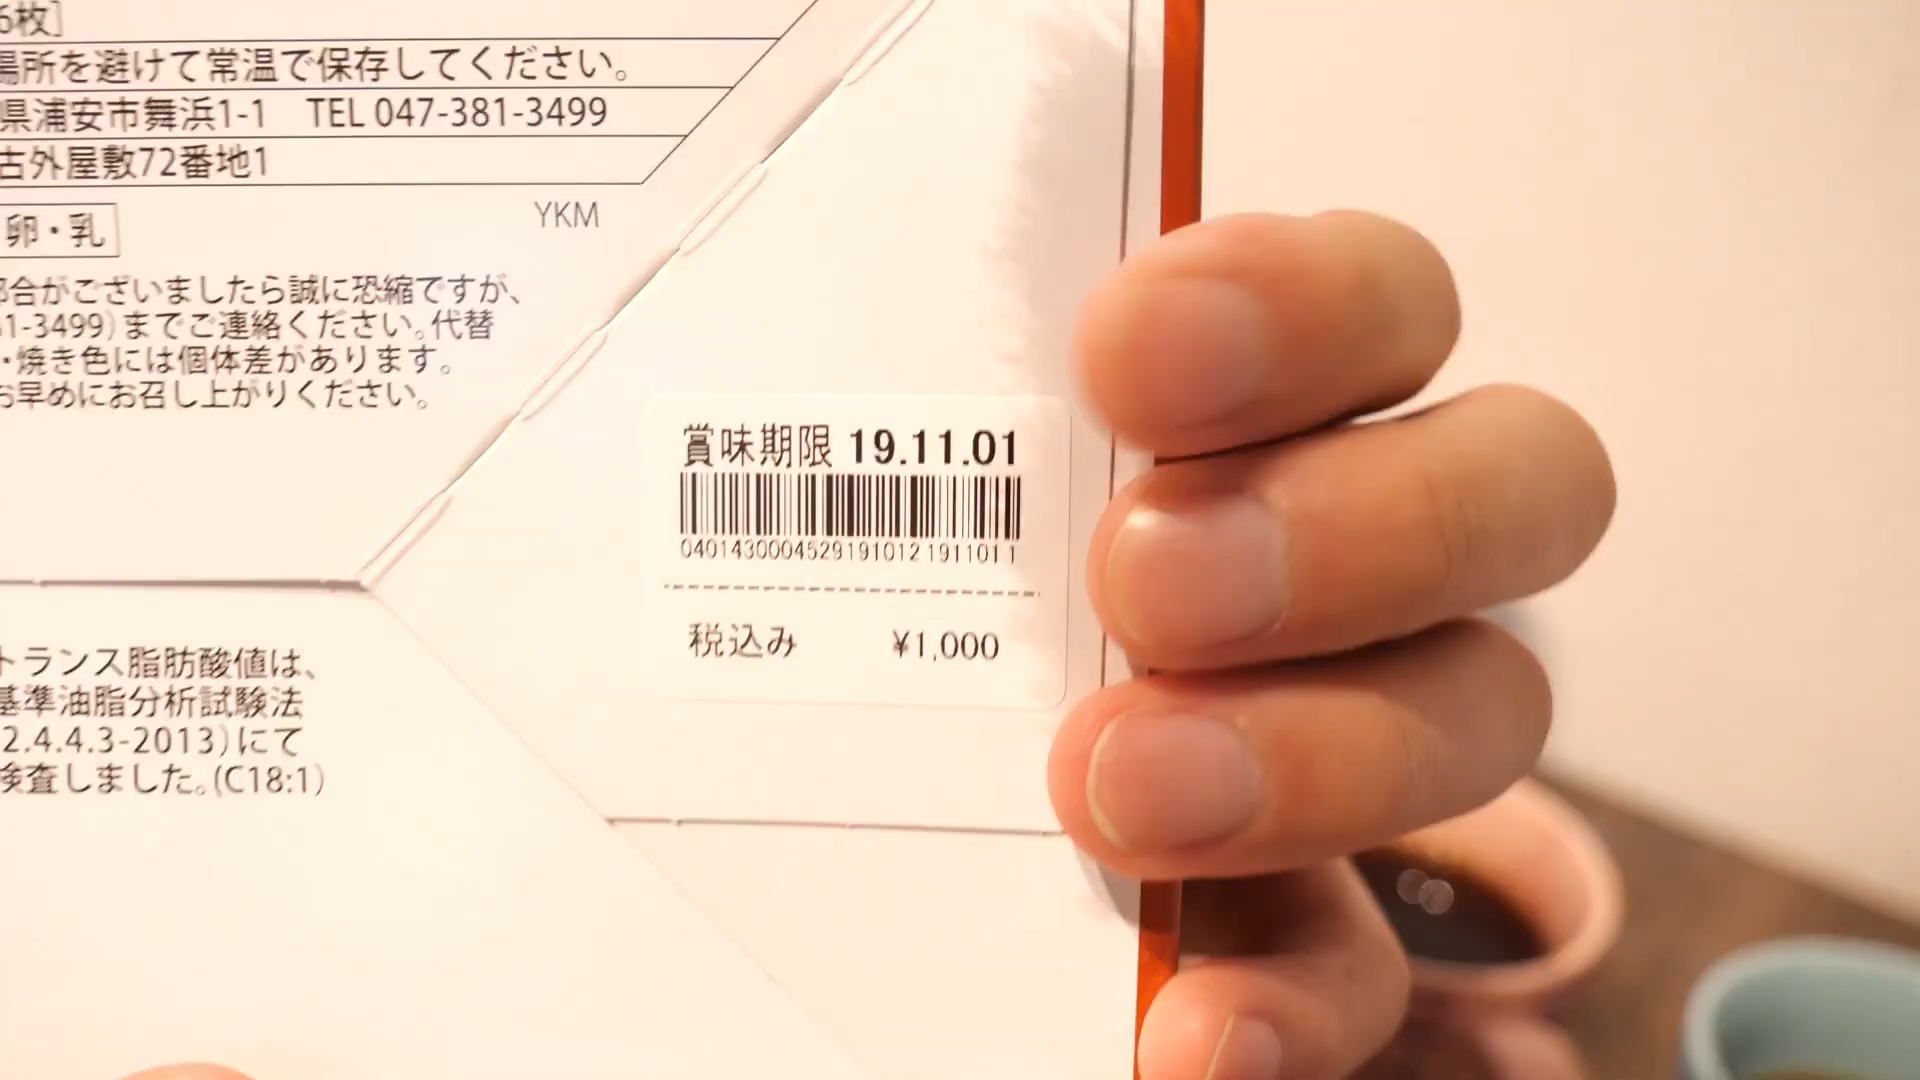 6枚]
場所を避けて常温で保存してください。
県浦安市舞浜1-1 TEL 047-381-3499
古外屋敷72番地1
卵・乳
YKM
都合がございましたら誠に恐縮ですが、
81-3499)までご連絡ください。代替
・焼き色には個体差があります。
お早めにお召し上がりください。
賞味期限 19.11.01
0401430004529191012 191101 1
税込み ¥1,000
トランス脂肪酸値は、
基準油脂分析試験法
2.4.4.3-2013)にて
検査しました。(C18:1)